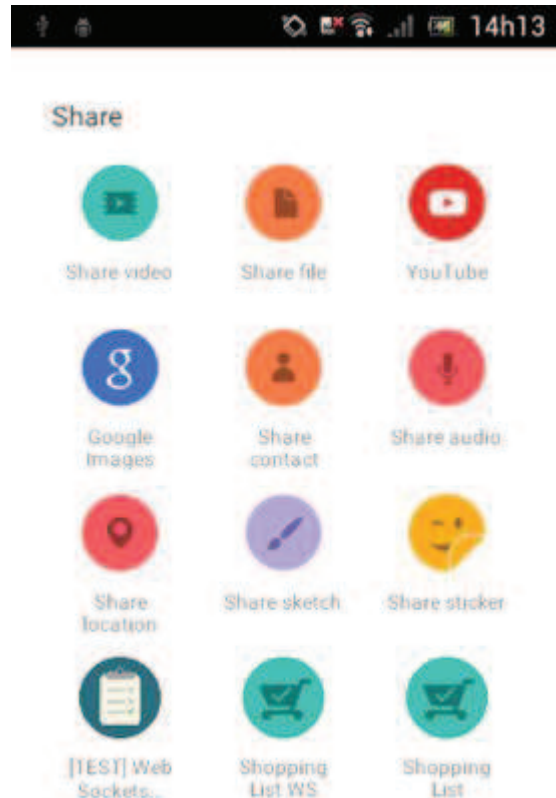 14h13
Share
Share video Share file YouTube
Google Images
Share contact
Share audio
Share location
Share sketch
Share sticker
[TEST] Web Sockets...
Shopping List WS
Shopping List